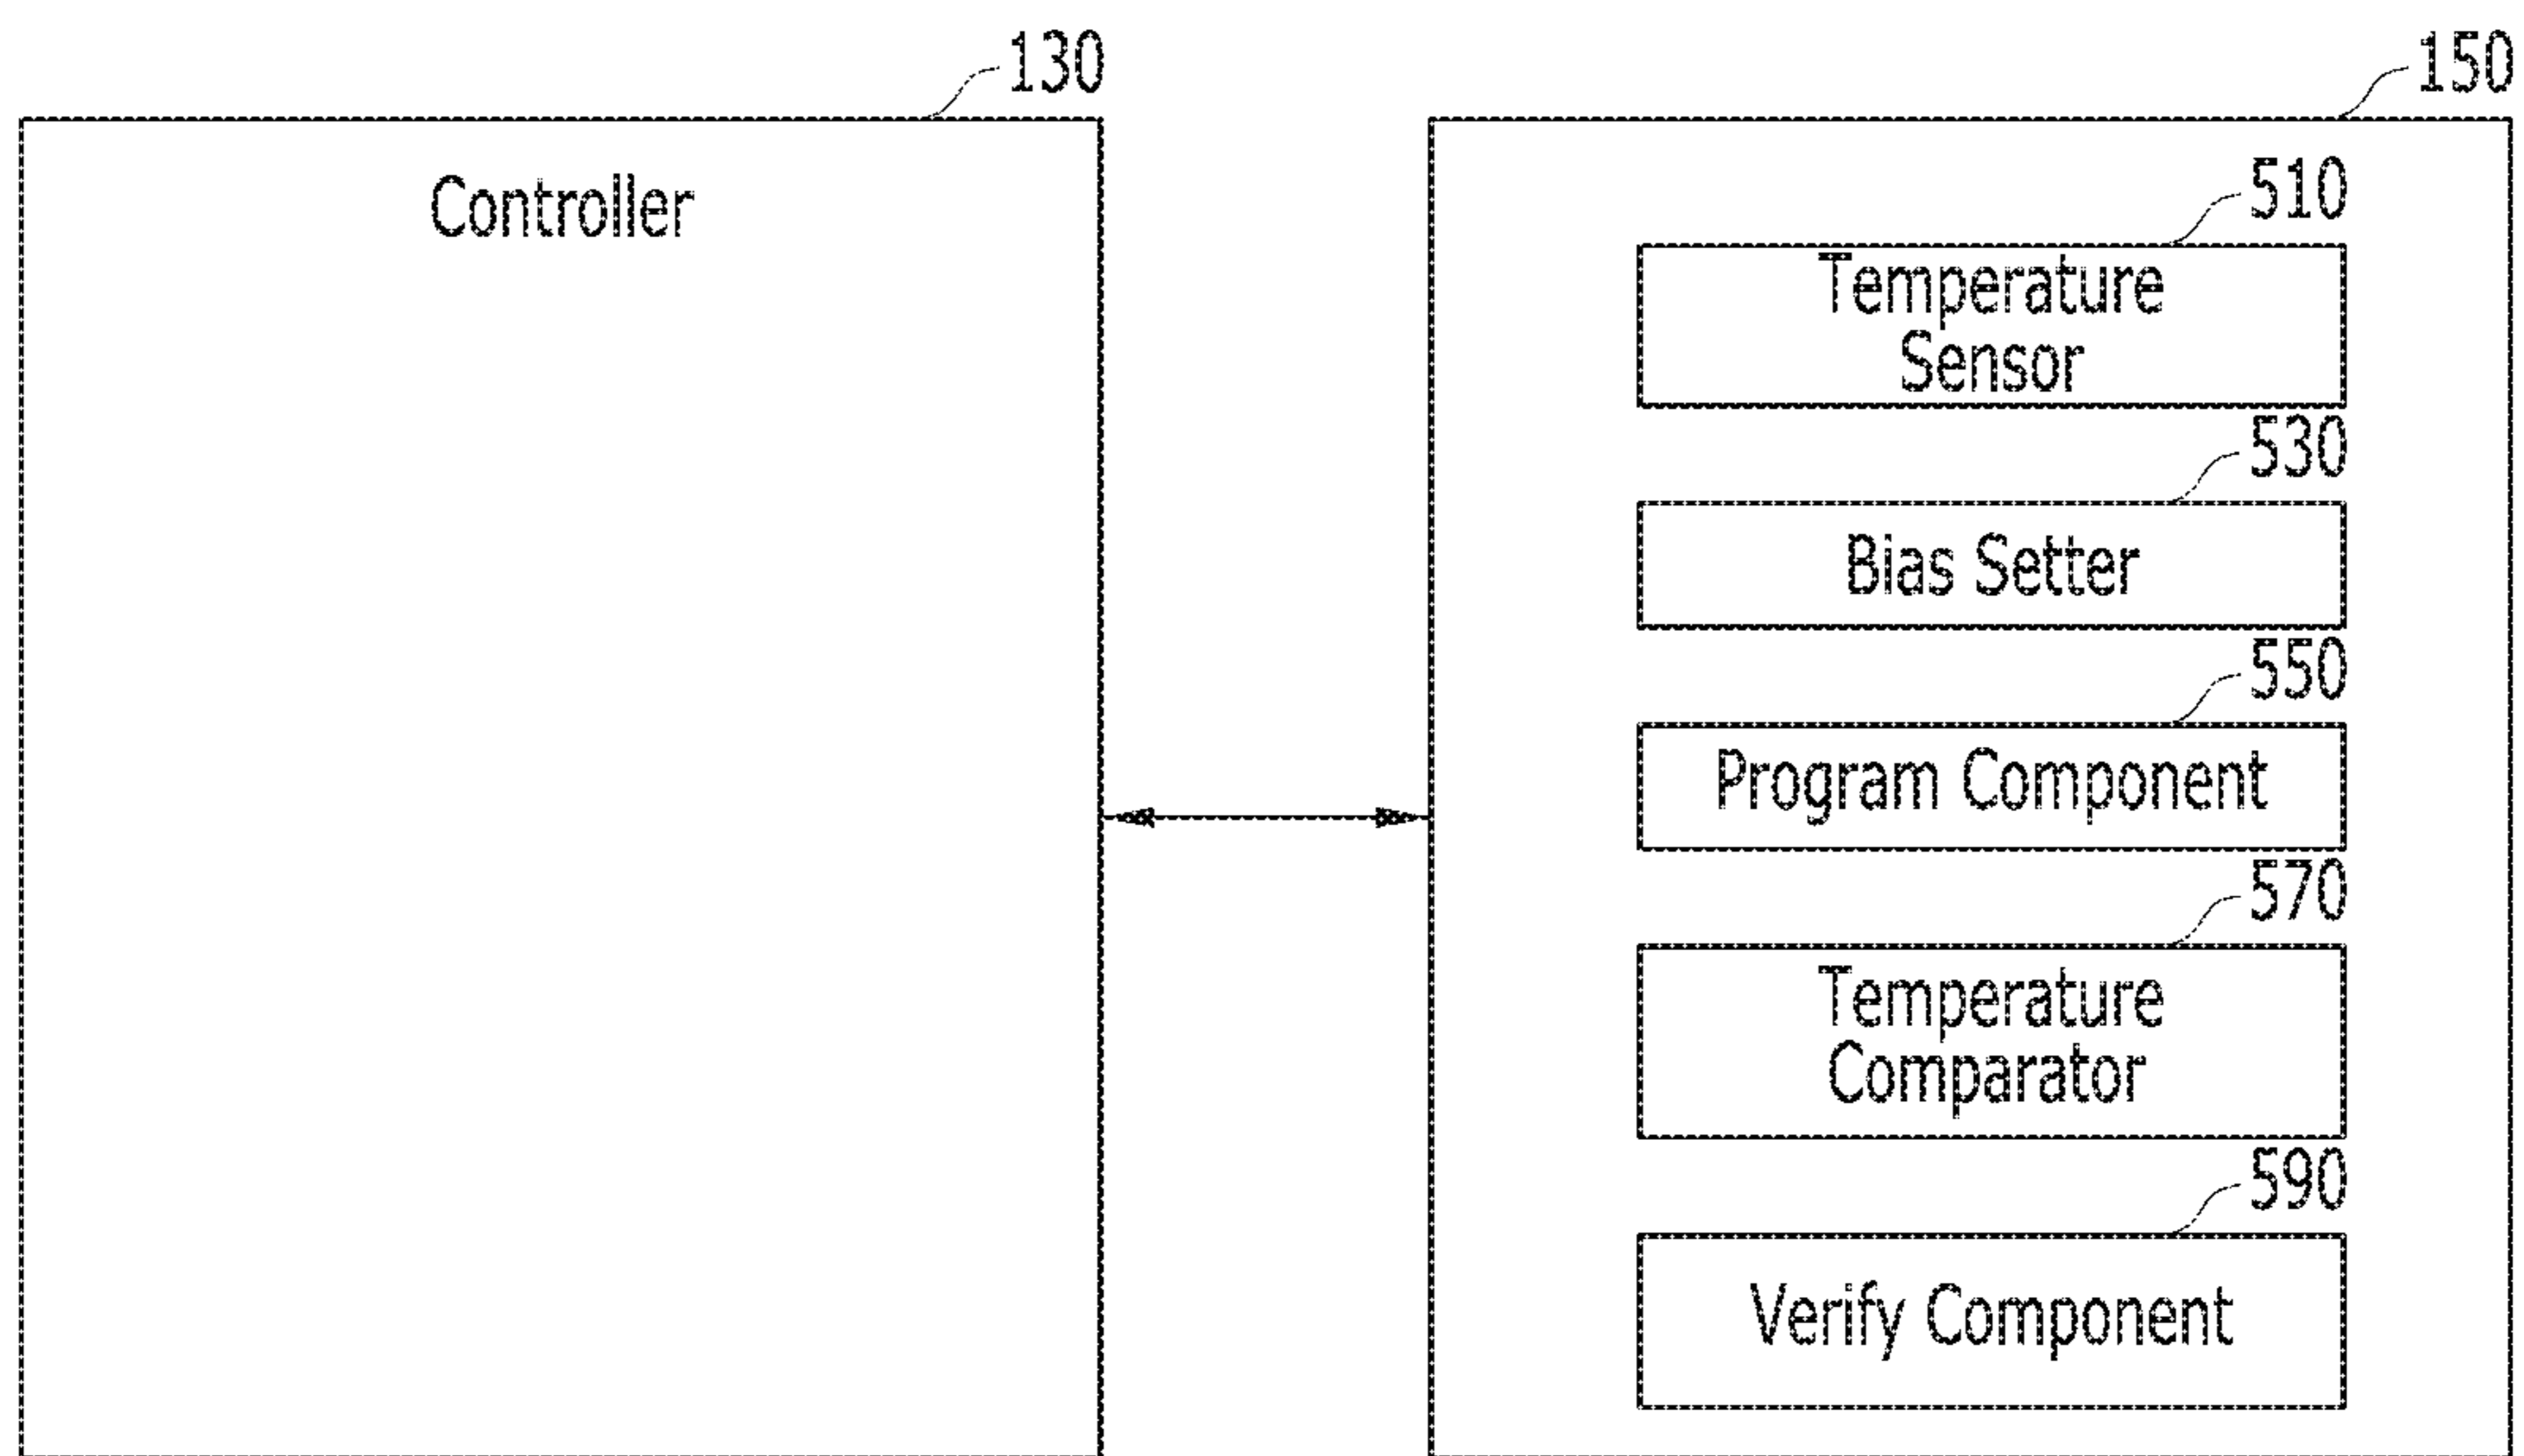 130
150
Controller
510
Temperature
Sensor
530
Bias Setter
550
Program Component
570
Temperature
Comparator
590
Verify Component